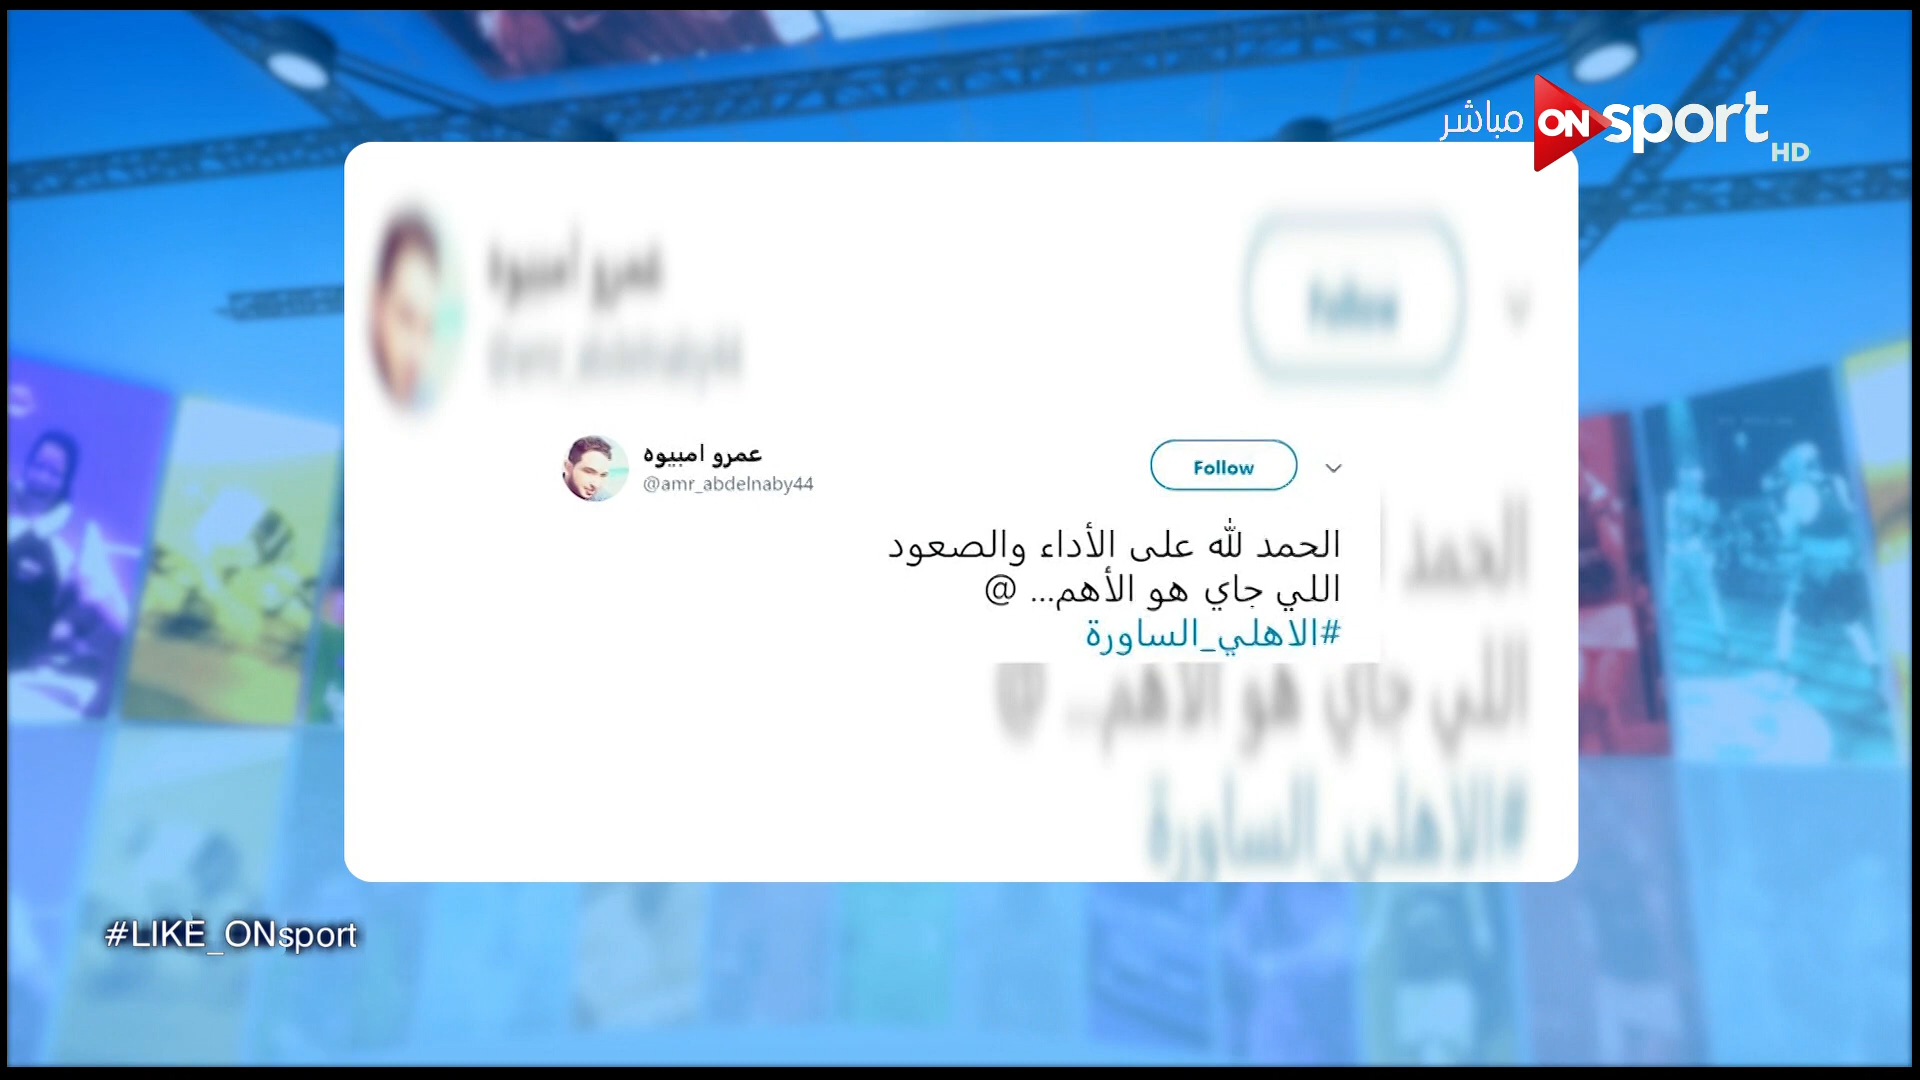 مباشر ON sport HD
عمرو امبيوه
@amr_abdelnaby44
Follow
الحمد لله على الأداء والصعود
اللي جاي هو الأهم... @
#الاهلي_الساورة
#LIKE_ONsport